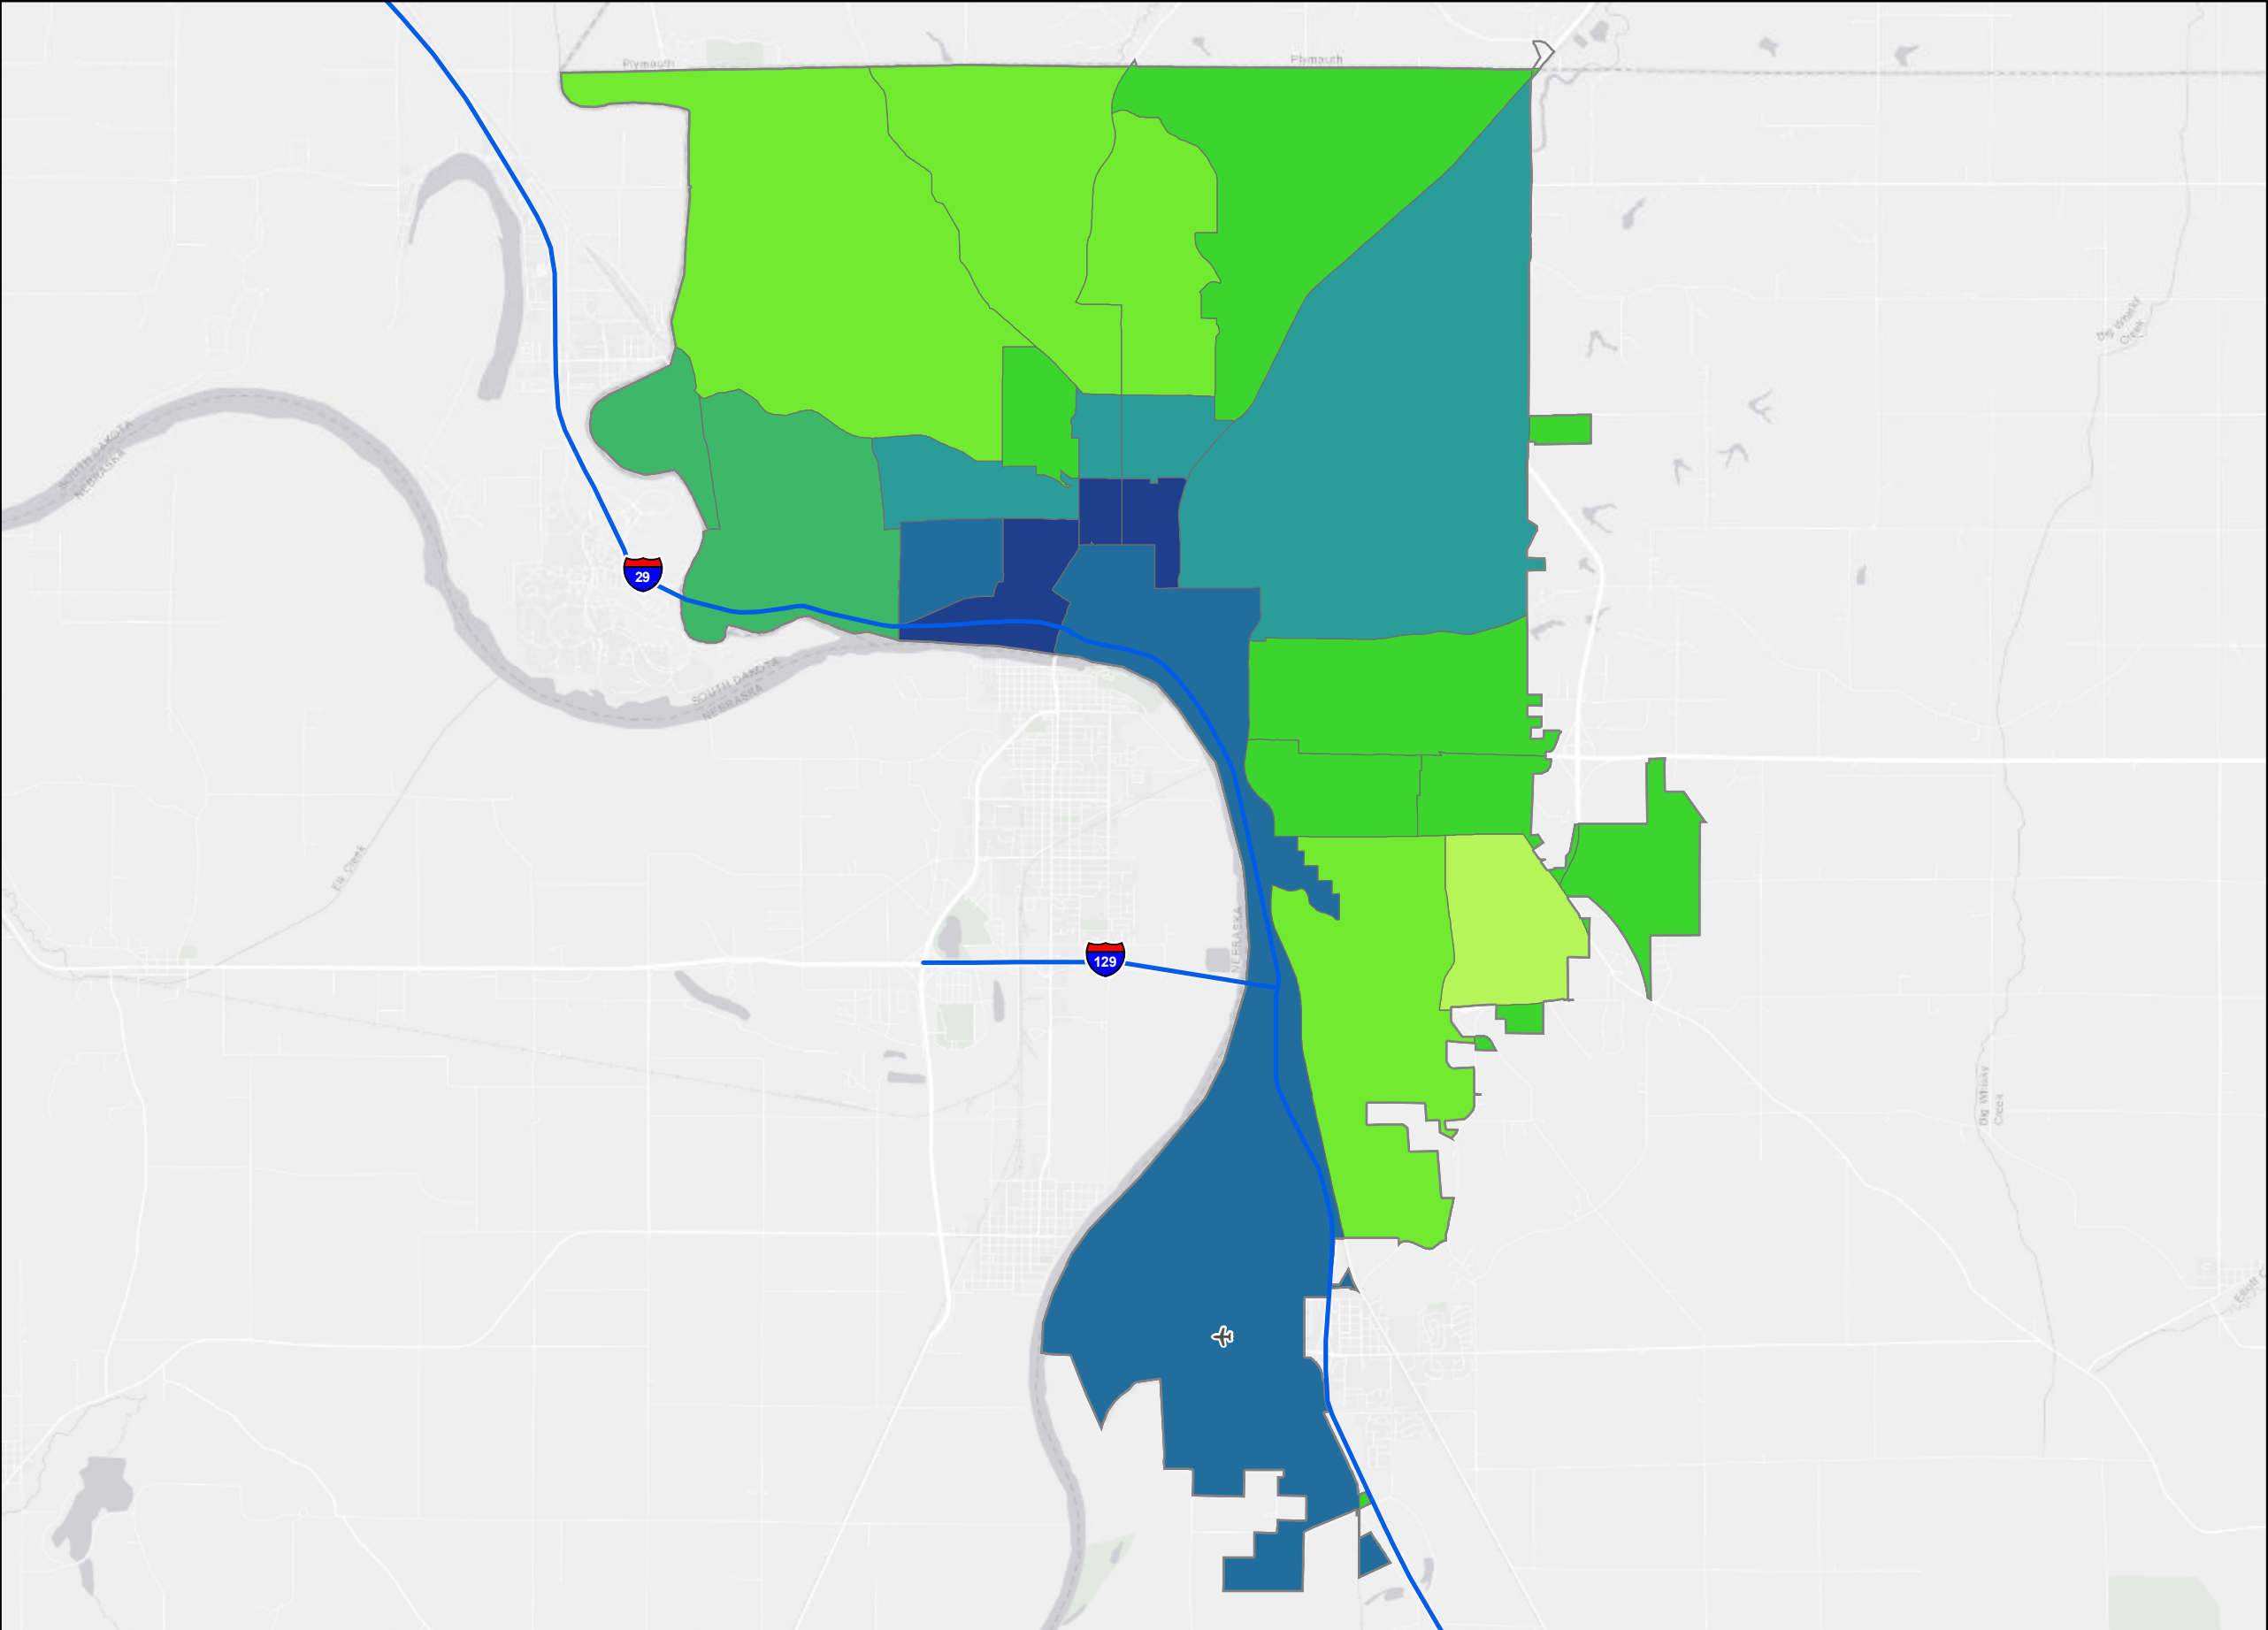 Plymouth
Plymouth
Big Whisky
Creek
SOUTH DAKOTA
NEBRASKA
29
SOUTH DAKOTA
NEBRASKA
Elk Creek
NEBRASKA
129
Big Whisky
Creek